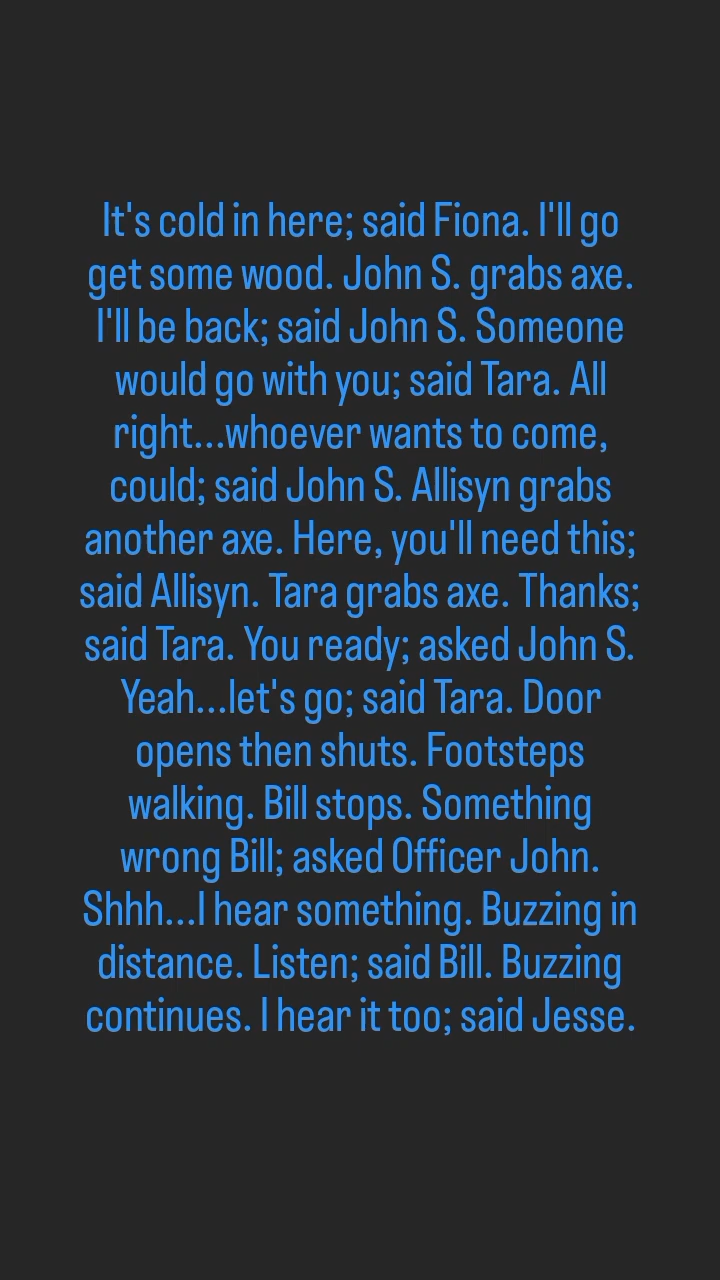 It's cold in here; said Fiona. I'll go
get some wood. John S. grabs axe.
I'll be back; said John S. Someone
would go with you; said Tara. All
right...whoever wants to come,
could; said John S. Allisyn grabs
another axe. Here, you'll need this;
said Allisyn. Tara grabs axe. Thanks;
said Tara. You ready; asked John S.
Yeah...let's go; said Tara. Door
opens then shuts. Footsteps
walking. Bill stops. Something
wrong Bill; asked Officer John.
Shhh...I hear something. Buzzing in
distance. Listen; said Bill. Buzzing
continues. I hear it too; said Jesse.